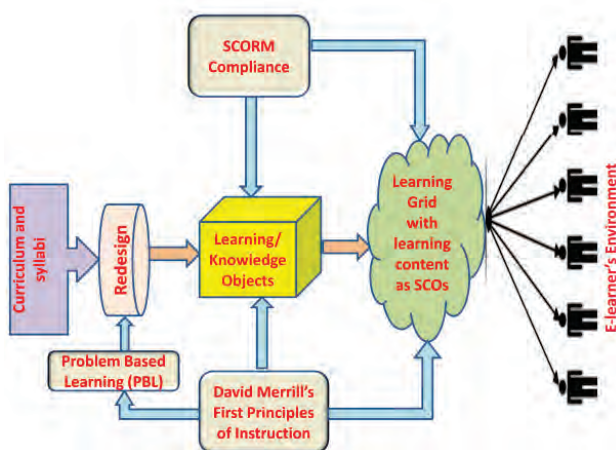 SCORM
Compliance
Curriculum and
syllabi
Redesign
Learning/
Knowledge
Objects
Learning
Grid
with
learning
content
as SCOs
E-learner's Environment
Problem Based
Learning (PBL)
David Merrill's
First Principles
of Instruction